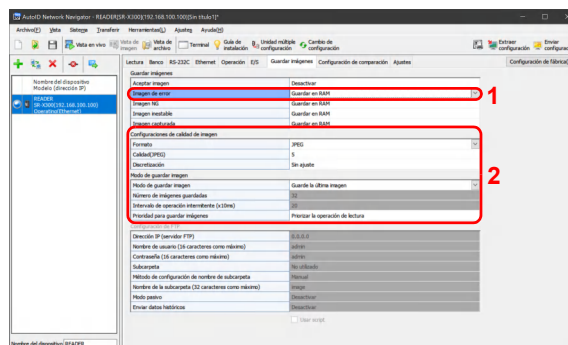 AutoID Network Navigator - READER(SR-X300)(192.168.100.100)[Sin título1]*
Archivo(F) Vista Sistema Transferir Herramientas(L) Ajustes Ayuda(H)
Vista en vivo Vista de imagen Vista de archivo Terminal Guía de instalación Unidad múltiple configuración Cambio de configuración Extraer configuración Enviar configuración
Lectura Banco RS-232C Ethernet Operación E/S Guardar imágenes Configuración de comparación Ajustes Configuración de fábrica
Nombre del dispositivo
Modelo (dirección IP)
READER
SR-X300(192.168.100.100)
Operating(Ethernet)
Guardar imágenes
Aceptar imagen Desactivar
Imagen de error Guardar en RAM
1
Imagen NG Guardar en RAM
Imagen inestable Guardar en RAM
Imagen capturada Guardar en RAM
Configuraciones de calidad de imagen
Formato JPEG
Calidad(JPEG) 5
Discretización Sin ajuste
2
Modo de guardar imagen
Modo de guardar imagen Guarde la última imagen
Número de imágenes guardadas 32
Intervalo de operación intermitente (x10ms) 10
Prioridad para guardar imágenes Priorizar la operación de lectura
Configuración de FTP
Dirección IP (servidor FTP) 0.0.0.0
Nombre de usuario (16 caracteres como máximo) admin
Contraseña (16 caracteres como máximo) admin
Subcarpeta No utilizado
Método de configuración de nombre de subcarpeta Manual
Nombre de la subcarpeta (32 caracteres como máximo) image
Modo pasivo Desactivar
Enviar datos históricos Desactivar
Usar script.
Nombre del dispositivo READER